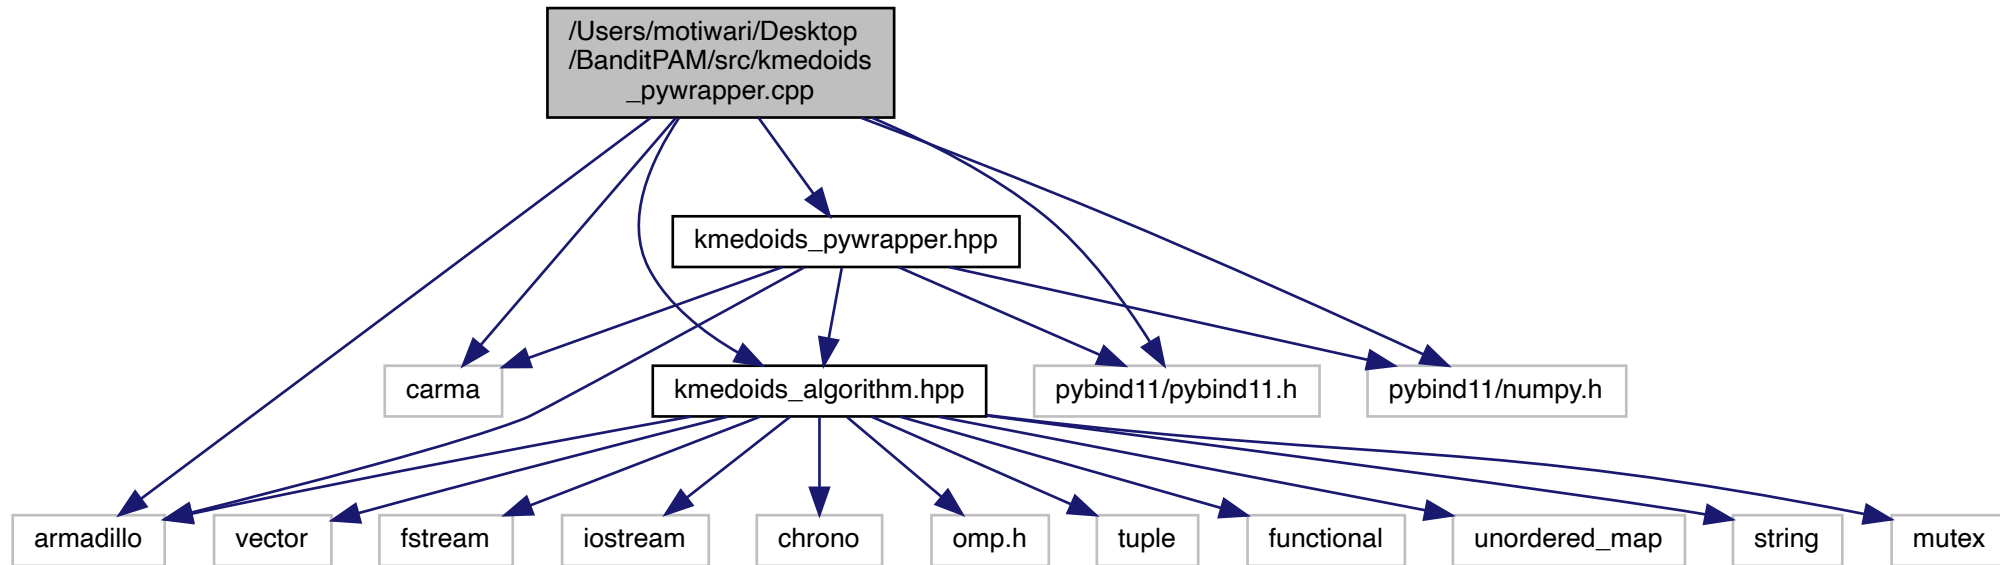 /Users/motiwari/Desktop
/BanditPAM/src/kmedoids
_pywrapper.cpp
kmedoids_pywrapper.hpp
carma
kmedoids_algorithm.hpp
pybind11/pybind11.h
pybind11/numpy.h
armadillo
vector
fstream
iostream
chrono
omp.h
tuple
functional
unordered_map
string
mutex